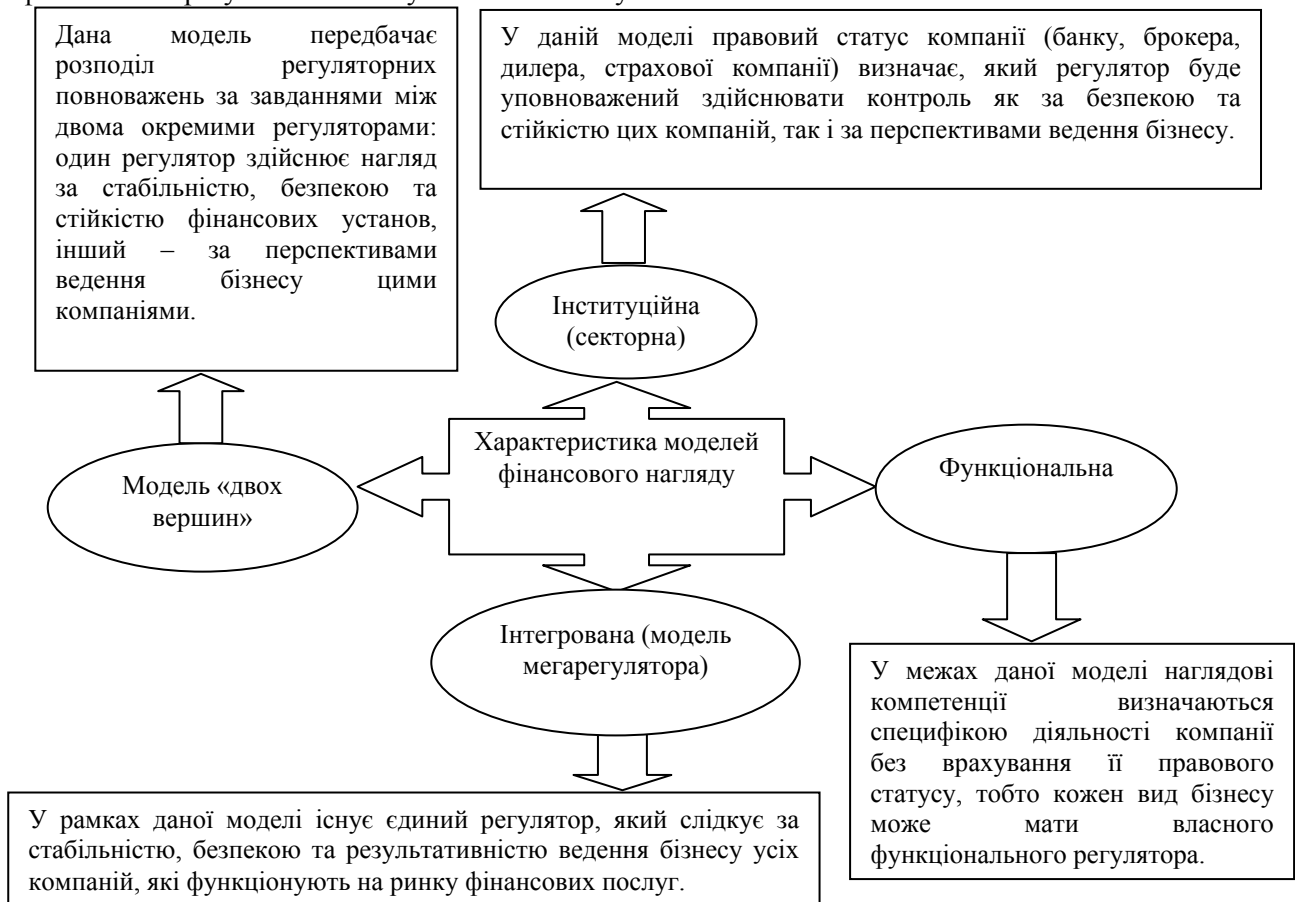 Дана модель передбачає
розподіл регуляторних
повноважень за завданнями між
двома окремими регуляторами:
один регулятор здійснює нагляд
за стабільністю, безпекою та
стійкістю фінансових установ,
інший – за перспективами
ведення бізнесу цими
компаніями.
У даній моделі правовий статус компанії (банку, брокера,
дилера, страхової компанії) визначає, який регулятор буде
уповноважений здійснювати контроль як за безпекою та
стійкістю цих компаній, так і за перспективами ведення бізнесу.
Інституційна
(секторна)
Характеристика моделей
фінансового нагляду
Модель «двох
вершин»
Функціональна
Інтегрована (модель
мегарегулятора)
У межах даної моделі наглядові
компетенції визначаються
специфікою діяльності компанії
без врахування її правового
статусу, тобто кожен вид бізнесу
може мати власного
функціонального регулятора.
У рамках даної моделі існує єдиний регулятор, який слідкує за
стабільністю, безпекою та результативністю ведення бізнесу усіх
компаній, які функціонують на ринку фінансових послуг.